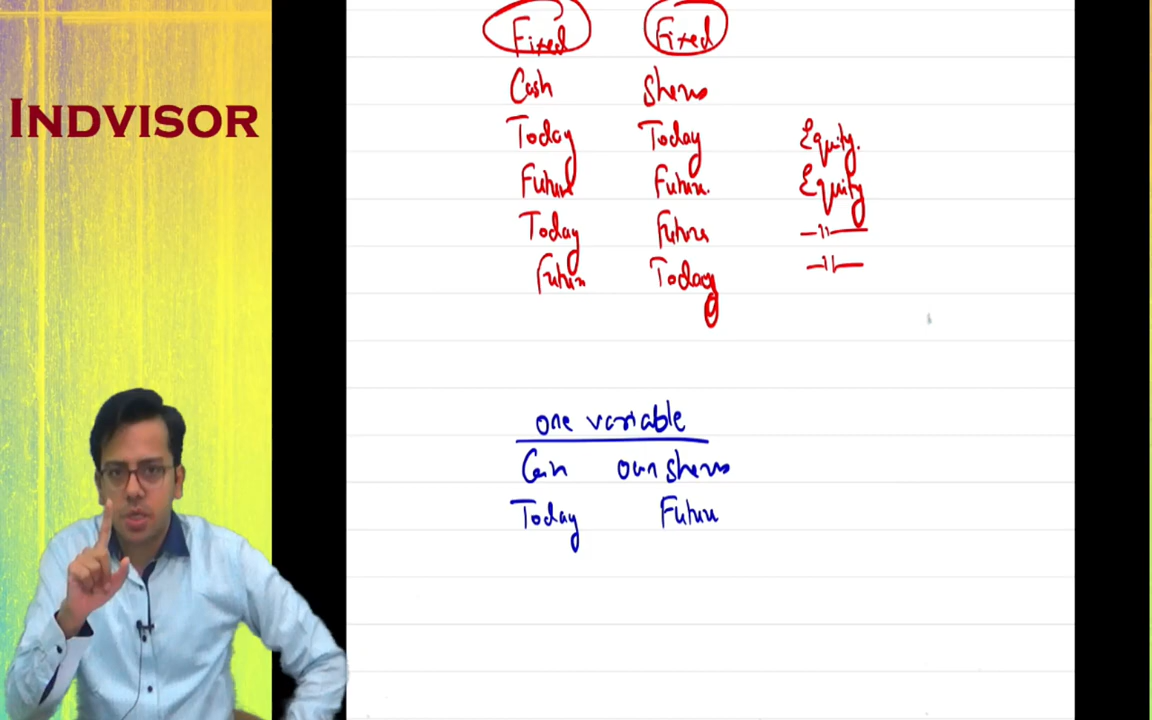 INDVISOR
Fixed Fixed
Cash Shares
Today Today Equity.
Future Future. Equity
Today Future —11—
Future Today —11—
one variable
Cash own shares
Today Future